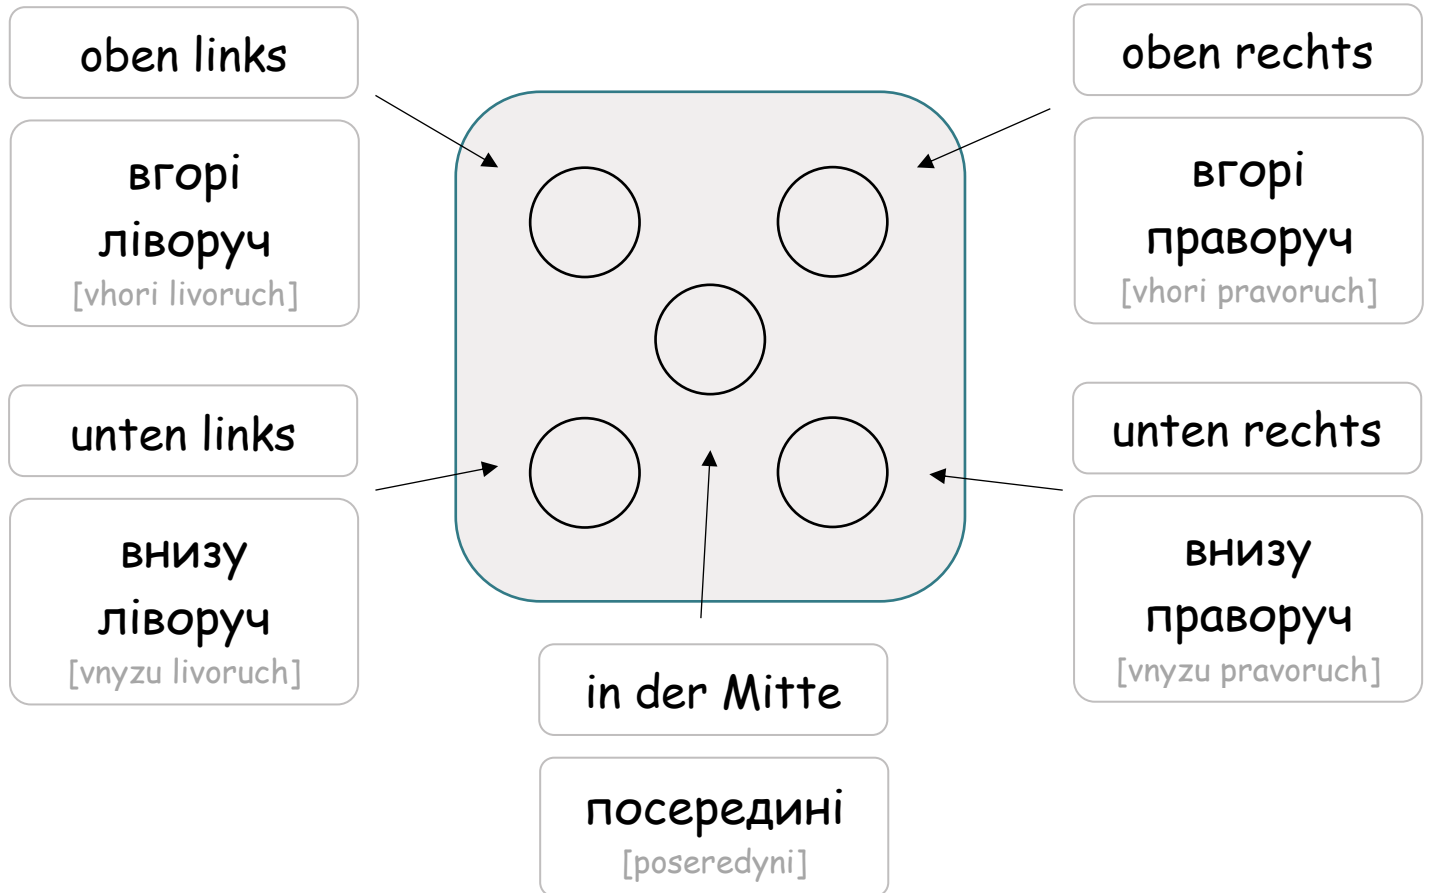 oben links
вгорі
ліворуч
[vhori livoruch]
oben rechts
вгорі
праворуч
[vhori pravoruch]
unten links
внизу
ліворуч
[vnyzu livoruch]
unten rechts
внизу
праворуч
[vnyzu pravoruch]
in der Mitte
посередині
[poseredyni]